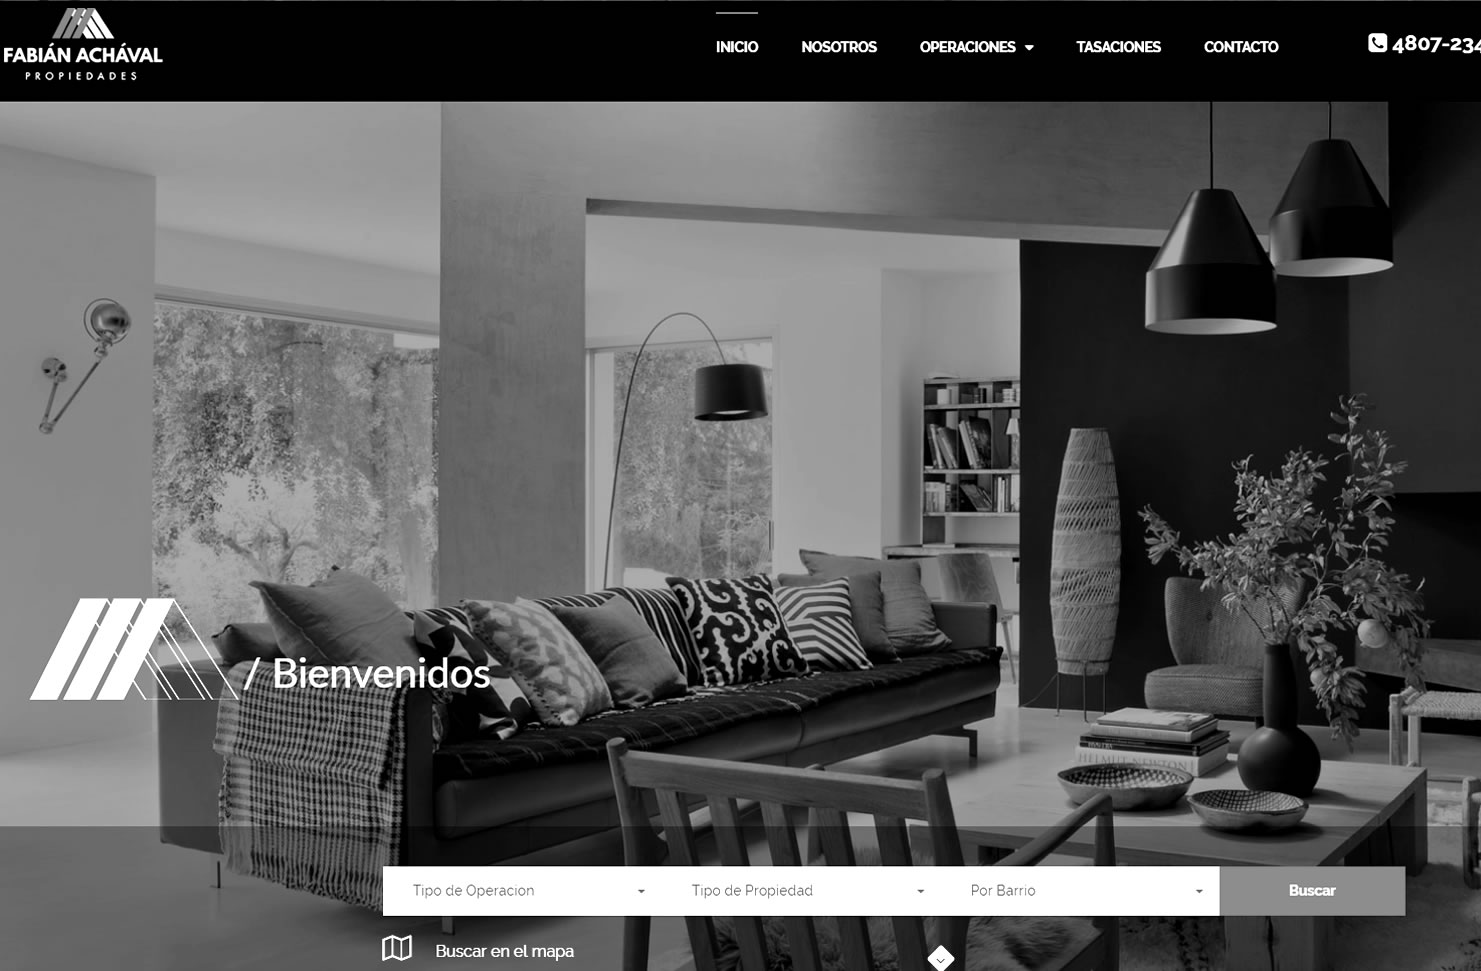 FABIÁN ACHÁVAL
PROPIEDADES
INICIO NOSOTROS OPERACIONES TASACIONES CONTACTO
4807-234
/ Bienvenidos
HELMUT NEWTON
Tipo de Operacion Tipo de Propiedad Por Barrio Buscar
Buscar en el mapa